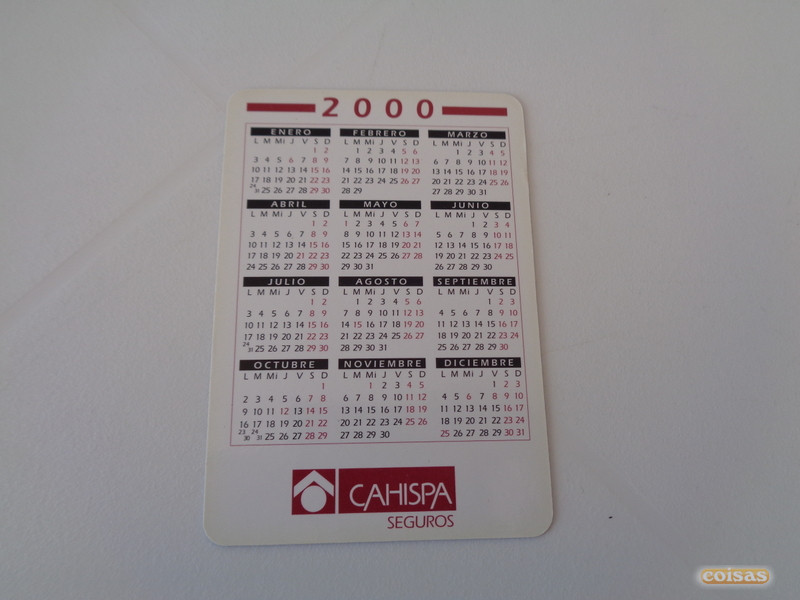 2000
ENERO FEBRERO MARZO
L M Mi J V S D L M Mi J V S D L M Mi J V S D
1 2 1 2 3 4 5 6 1 2 3 4 5
3 4 5 6 7 8 9 7 8 9 10 11 12 13 6 7 8 9 10 11 12
10 11 12 13 14 15 16 14 15 16 17 18 19 20 13 14 15 16 17 18 19
17 18 19 20 21 22 23 21 22 23 24 25 26 27 20 21 22 23 24 25 26
24 31 25 26 27 28 29 30 28 29 27 28 29 30 31
ABRIL MAYO JUNIO
L M Mi J V S D L M Mi J V S D L M Mi J V S D
1 2 1 2 3 4 5 6 7 1 2 3 4
3 4 5 6 7 8 9 8 9 10 11 12 13 14 5 6 7 8 9 10 11
10 11 12 13 14 15 16 15 16 17 18 19 20 21 12 13 14 15 16 17 18
17 18 19 20 21 22 23 22 23 24 25 26 27 28 19 20 21 22 23 24 25
24 25 26 27 28 29 30 29 30 31 26 27 28 29 30
JULIO AGOSTO SEPTIEMBRE
L M Mi J V S D L M Mi J V S D L M Mi J V S D
1 2 1 2 3 4 5 6 1 2 3
3 4 5 6 7 8 9 7 8 9 10 11 12 13 4 5 6 7 8 9 10
10 11 12 13 14 15 16 14 15 16 17 18 19 20 11 12 13 14 15 16 17
17 18 19 20 21 22 23 21 22 23 24 25 26 27 18 19 20 21 22 23 24
24 31 25 26 27 28 29 30 28 29 30 31 25 26 27 28 29 30
OCTUBRE NOVIEMBRE DICIEMBRE
L M Mi J V S D L M Mi J V S D L M Mi J V S D
1 1 2 3 4 5 1 2 3
2 3 4 5 6 7 8 6 7 8 9 10 11 12 4 5 6 7 8 9 10
9 10 11 12 13 14 15 13 14 15 16 17 18 19 11 12 13 14 15 16 17
16 17 18 19 20 21 22 20 21 22 23 24 25 26 18 19 20 21 22 23 24
23 30 24 31 25 26 27 28 29 27 28 29 30 25 26 27 28 29 30 31
CAHISPA
SEGUROS
coisas